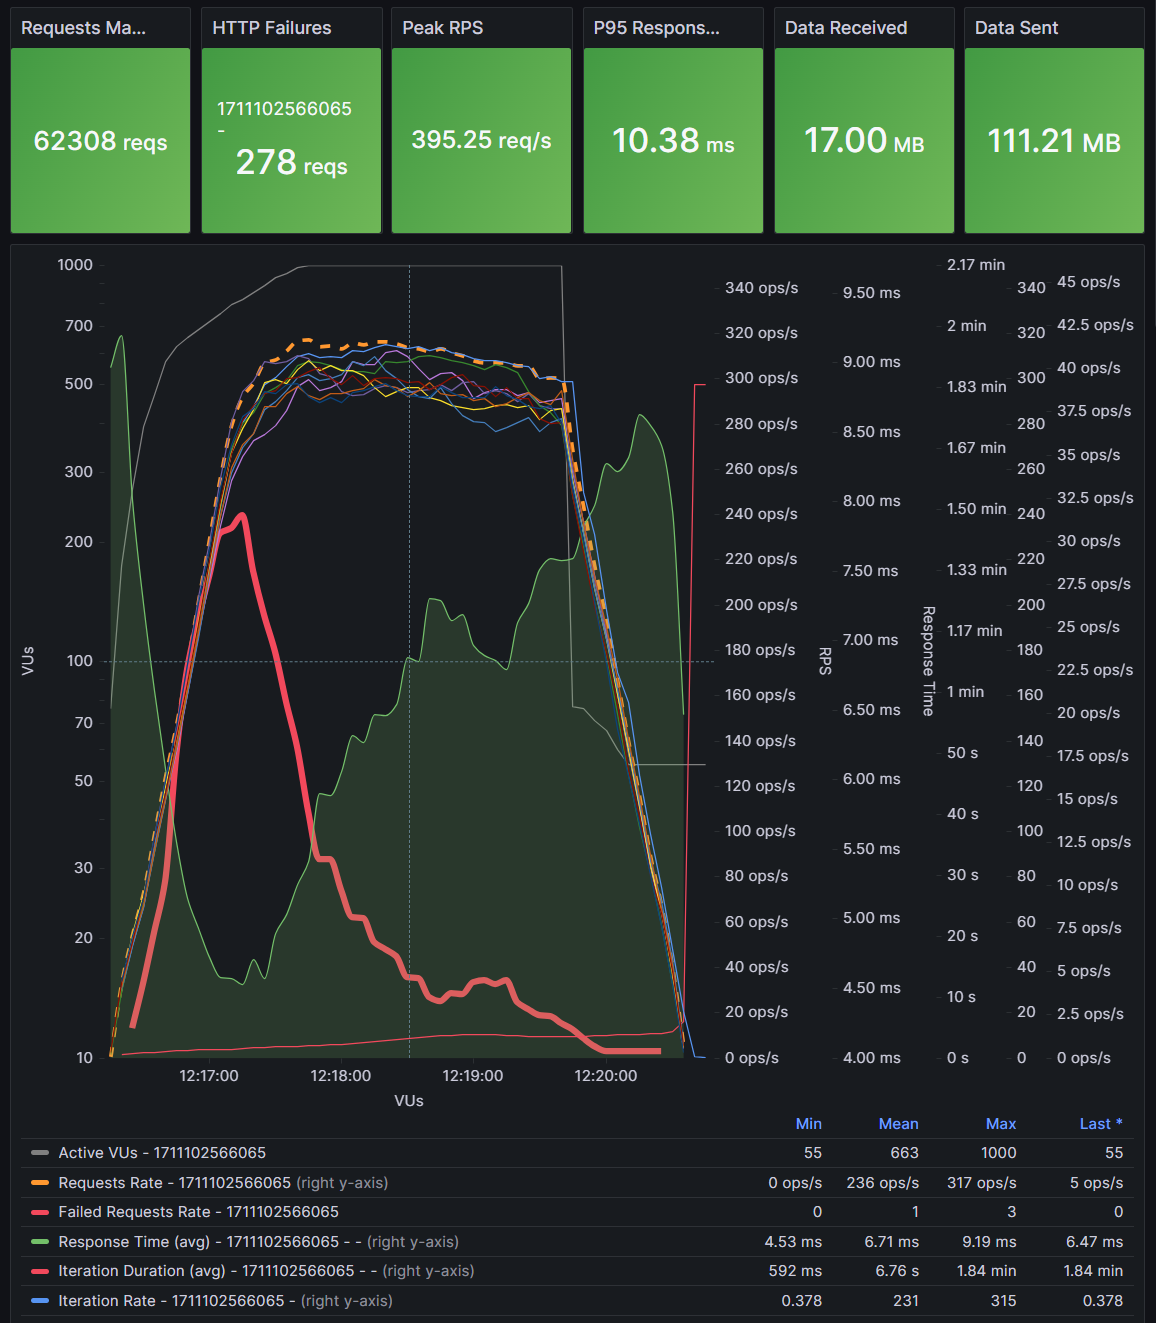 Requests Ma... HTTP Failures Peak RPS P95 Respons... Data Received Data Sent
62308 reqs
1711102566065
-
278 reqs
395.25 req/s
10.38 ms
17.00 MB
111.21 MB
1000
700
500
300
200
100
70
50
30
20
10
VUs
12:17:00 12:18:00 12:19:00 12:20:00
VUs
340 ops/s
320 ops/s
300 ops/s
280 ops/s
260 ops/s
240 ops/s
220 ops/s
200 ops/s
180 ops/s
160 ops/s
140 ops/s
120 ops/s
100 ops/s
80 ops/s
60 ops/s
40 ops/s
20 ops/s
0 ops/s
RPS
9.50 ms
9.00 ms
8.50 ms
8.00 ms
7.50 ms
7.00 ms
6.50 ms
6.00 ms
5.50 ms
5.00 ms
4.50 ms
4.00 ms
Response Time
2.17 min
2 min
1.83 min
1.67 min
1.50 min
1.33 min
1.17 min
1 min
50 s
40 s
30 s
20 s
10 s
0 s
340
320
300
280
260
240
220
200
180
160
140
120
100
80
60
40
20
0
45 ops/s
42.5 ops/s
40 ops/s
37.5 ops/s
35 ops/s
32.5 ops/s
30 ops/s
27.5 ops/s
25 ops/s
22.5 ops/s
20 ops/s
17.5 ops/s
15 ops/s
12.5 ops/s
10 ops/s
7.5 ops/s
5 ops/s
2.5 ops/s
0 ops/s
Min Mean Max Last *
Active VUs - 1711102566065 55 663 1000 55
Requests Rate - 1711102566065 (right y-axis) 0 ops/s 236 ops/s 317 ops/s 5 ops/s
Failed Requests Rate - 1711102566065 0 1 3 0
Response Time (avg) - 1711102566065 - - (right y-axis) 4.53 ms 6.71 ms 9.19 ms 6.47 ms
Iteration Duration (avg) - 1711102566065 - - (right y-axis) 592 ms 6.76 s 1.84 min 1.84 min
Iteration Rate - 1711102566065 - (right y-axis) 0.378 231 315 0.378